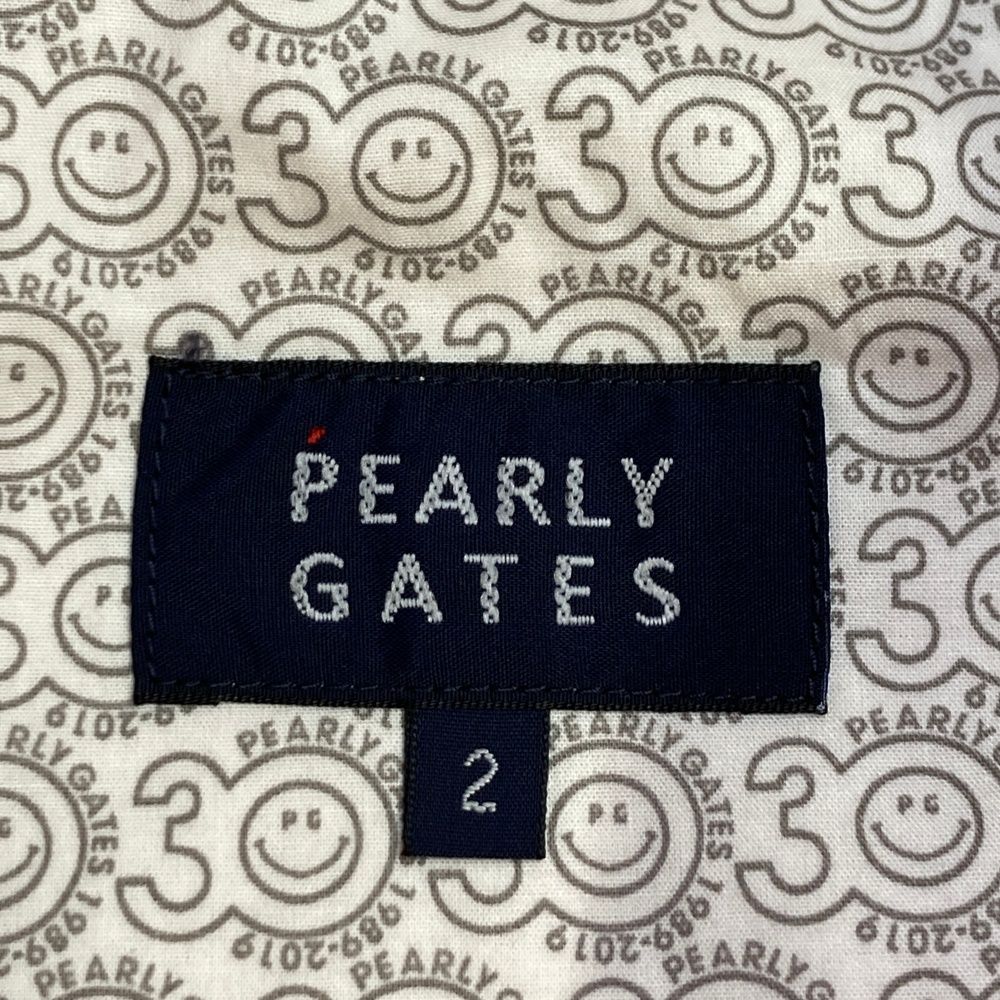 PEARLY GATES 1989-2019
30
PG
PEARLY
GATES
2